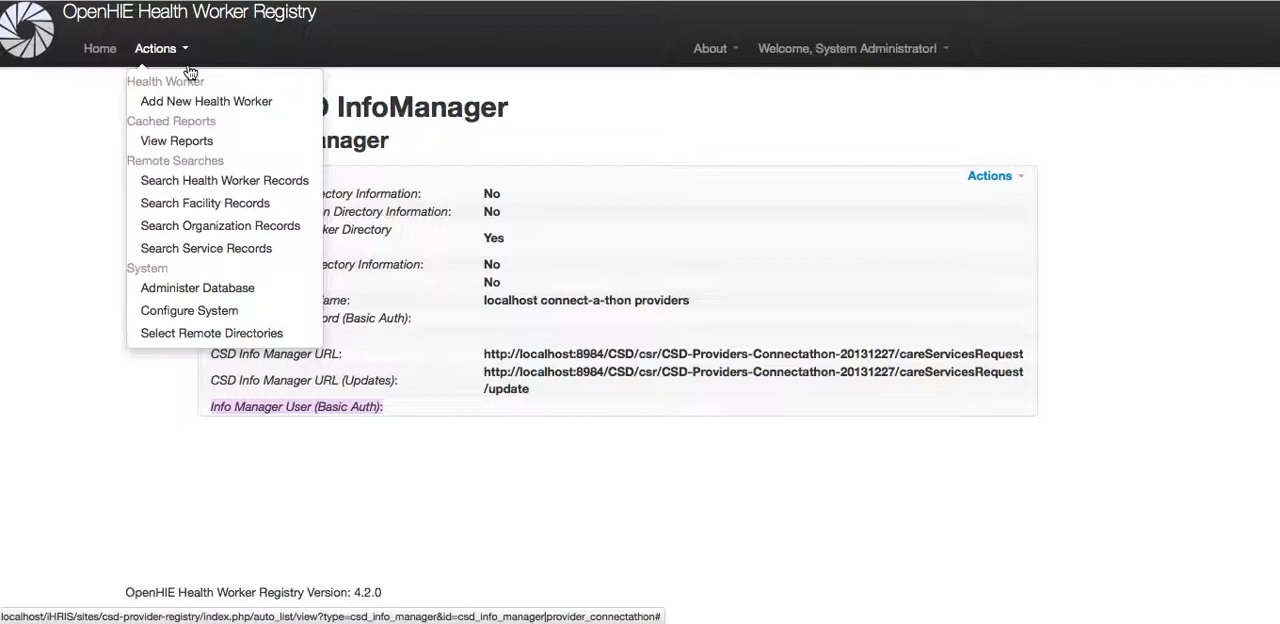 OpenHIE Health Worker Registry
Home Actions About Welcome, System Administrator!
Health Worker
Add New Health Worker
Cached Reports
View Reports
Remote Searches
Search Health Worker Records
Search Facility Records
Search Organization Records
Search Service Records
System
Administer Database
Configure System
Select Remote Directories
InfoManager
Actions
ectory Information: No
Directory Information: No
Directory
Yes
ectory Information: No
No
localhost connect-a-thon providers
(Basic Auth):
CSD Info Manager URL: http://localhost:8984/CSD/csr/CSD-Providers-Connectathon-20131227/careServicesRequest
CSD Info Manager URL (Updates): http://localhost:8984/CSD/csr/CSD-Providers-Connectathon-20131227/careServicesRequest
/update
Info Manager User (Basic Auth):
OpenHIE Health Worker Registry Version: 4.2.0
localhost/iHRIS/sites/csd-provider-registry/index.php/auto_list/view?type=csd_info_manager&id=csd_info_manager|provider_connectathon#